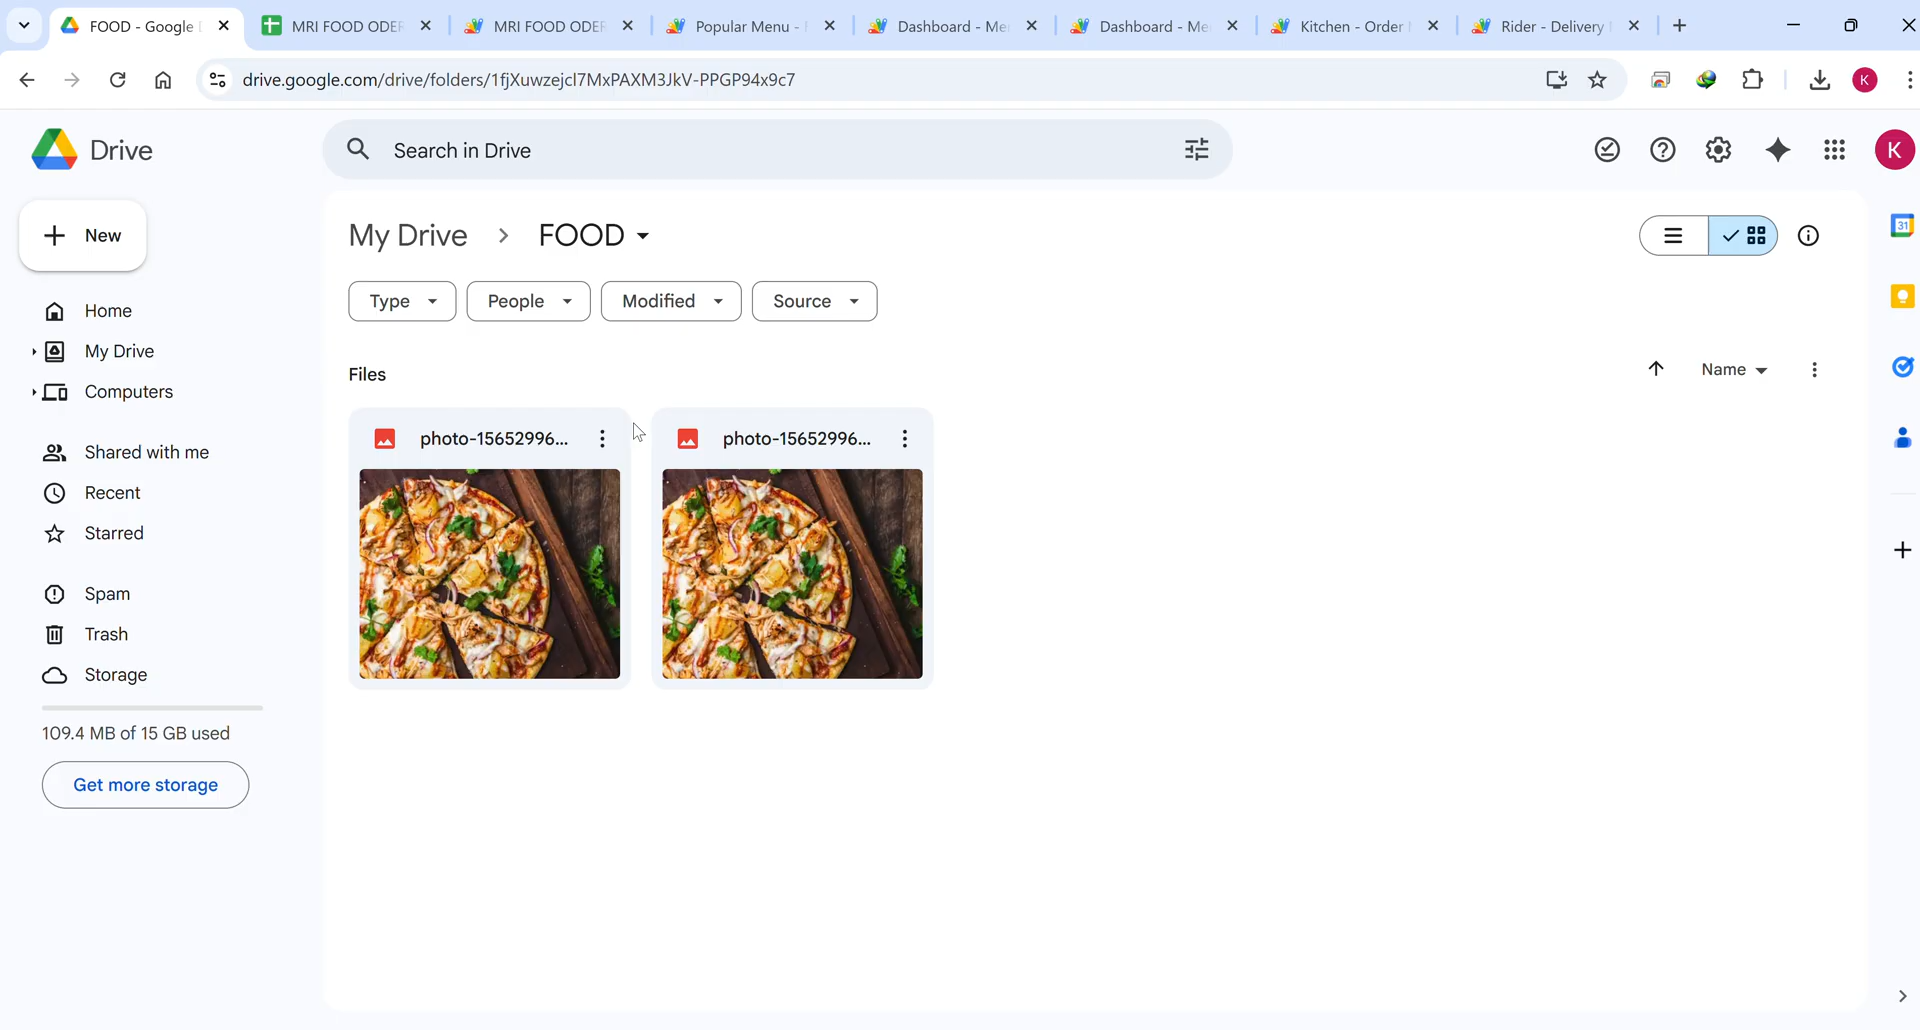 FOOD - Google
MRI FOOD ODER
MRI FOOD ODER
Popular Menu -
Dashboard - Me
Dashboard - Me
Kitchen - Order
Rider - Delivery
drive.google.com/drive/folders/1fjXuwzejcl7MxPAXM3JkV-PPGP94x9c7
K
Drive
Search in Drive
K
New
My Drive
FOOD
31
Home
Type
People
Modified
Source
My Drive
Files
Name
Computers
photo-15652996...
photo-15652996...
Shared with me
Recent
Starred
Spam
Trash
Storage
109.4 MB of 15 GB used
Get more storage